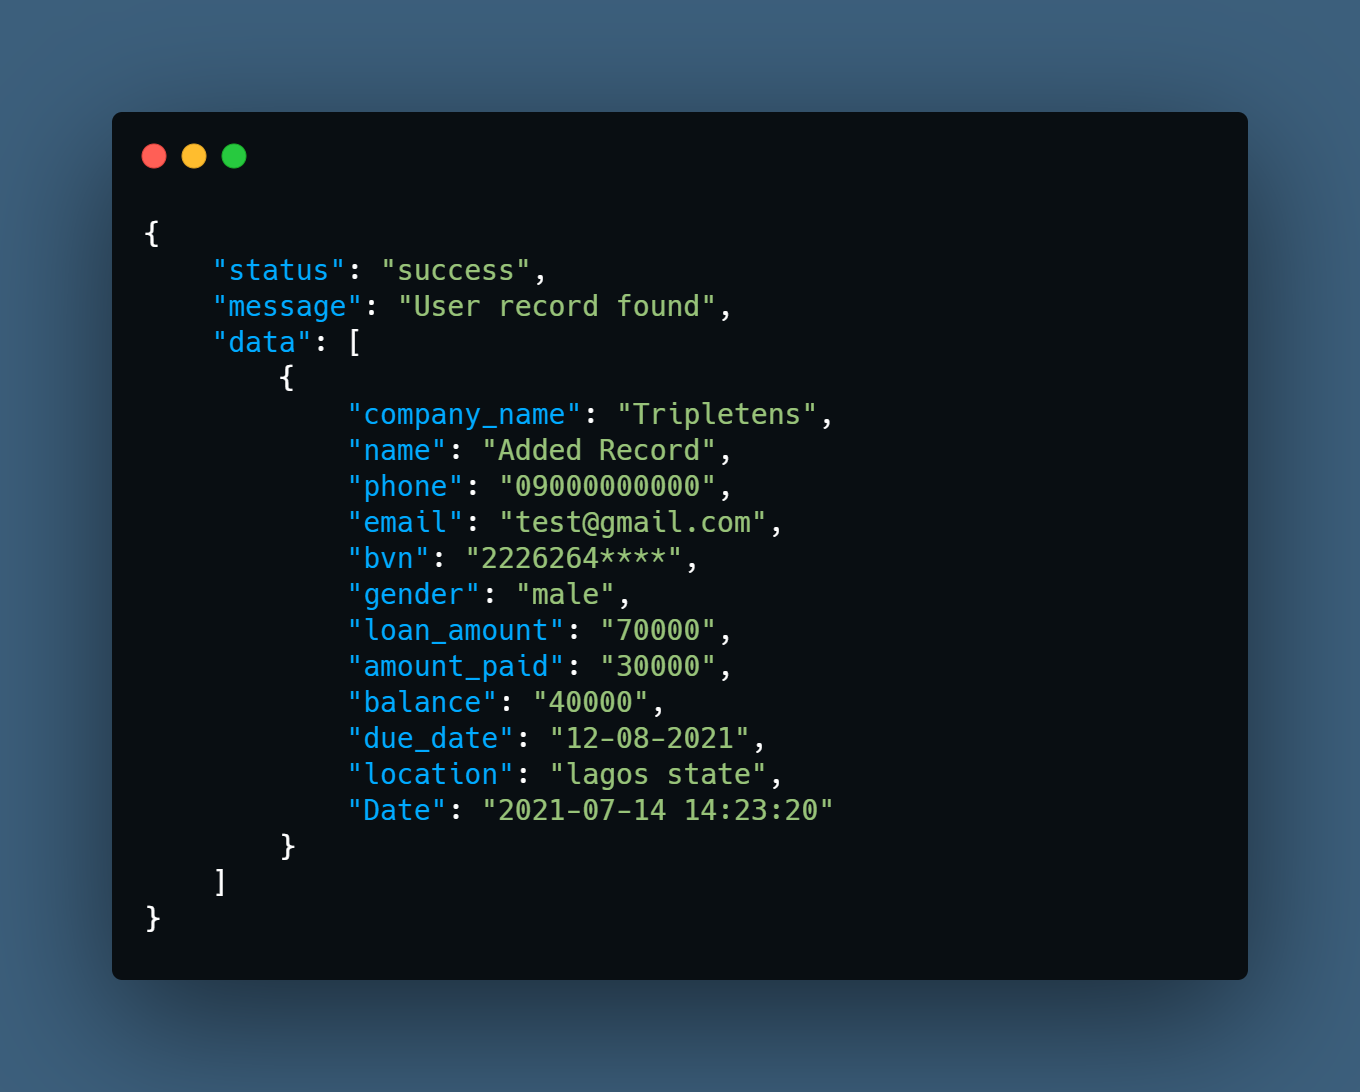 {
    "status": "success",
    "message": "User record found",
    "data": [
        {
            "company_name": "Tripletens",
            "name": "Added Record",
            "phone": "09000000000",
            "email": "test@gmail.com",
            "bvn": "2226264****",
            "gender": "male",
            "loan_amount": "70000",
            "amount_paid": "30000",
            "balance": "40000",
            "due_date": "12-08-2021",
            "location": "lagos state",
            "Date": "2021-07-14 14:23:20"
        }
    ]
}